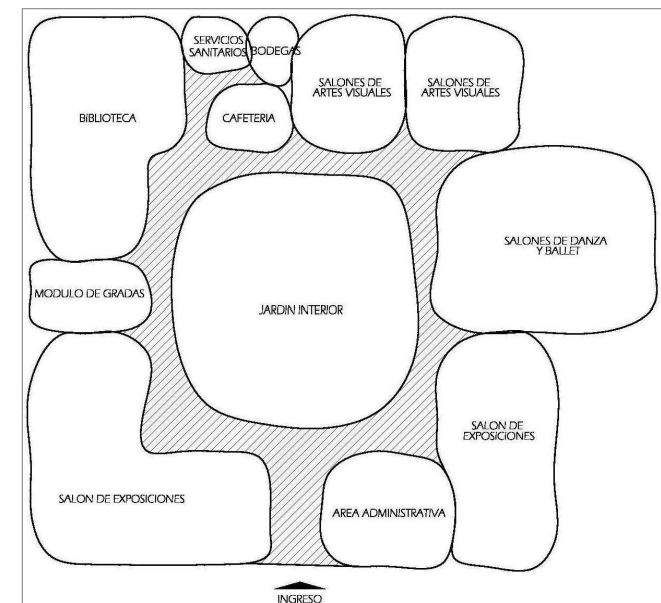 SERVICIOS
SANITARIOS
BODEGAS
SALONES DE
ARTES VISUALES
SALONES DE
ARTES VISUALES
BIBLIOTECA
CAFETERIA
SALONES DE DANZA
Y BALLET
MODULO DE GRADAS
JARDIN INTERIOR
SALON DE
EXPOSICIONES
SALON DE EXPOSICIONES
AREA ADMINISTRATIVA
INGRESO